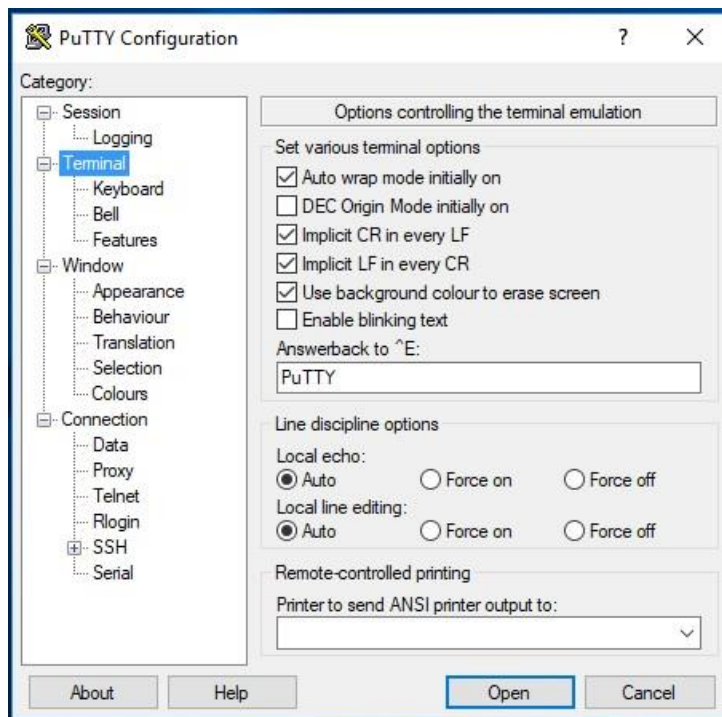 PuTTY Configuration
?
Category:
Session
Logging
Terminal
Keyboard
Bell
Features
Window
Appearance
Behaviour
Translation
Selection
Colours
Connection
Data
Proxy
Telnet
Rlogin
SSH
Serial
Options controlling the terminal emulation
Set various terminal options
Auto wrap mode initially on
DEC Origin Mode initially on
Implicit CR in every LF
Implicit LF in every CR
Use background colour to erase screen
Enable blinking text
Answerback to ^E:
PuTTY
Line discipline options
Local echo:
Auto Force on Force off
Local line editing:
Auto Force on Force off
Remote-controlled printing
Printer to send ANSI printer output to:
About Help Open Cancel